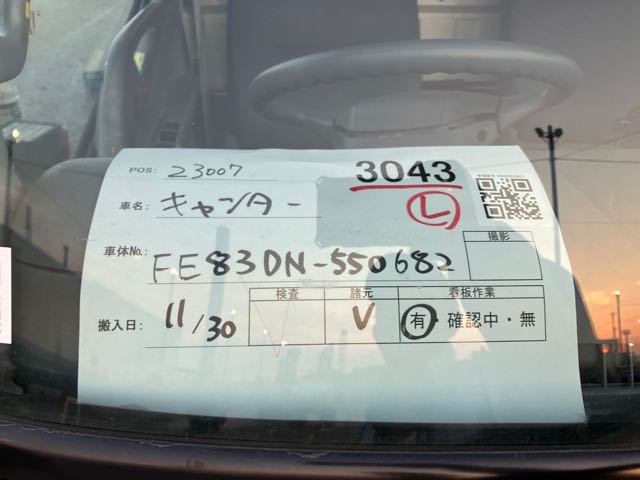 POS: 23007
3043
Ⓛ
車名: キャンター
撮影
車体No.: FE83DN-550682
検査 諸元 看板作業
搬入日: 11/30 V 有・確認中・無